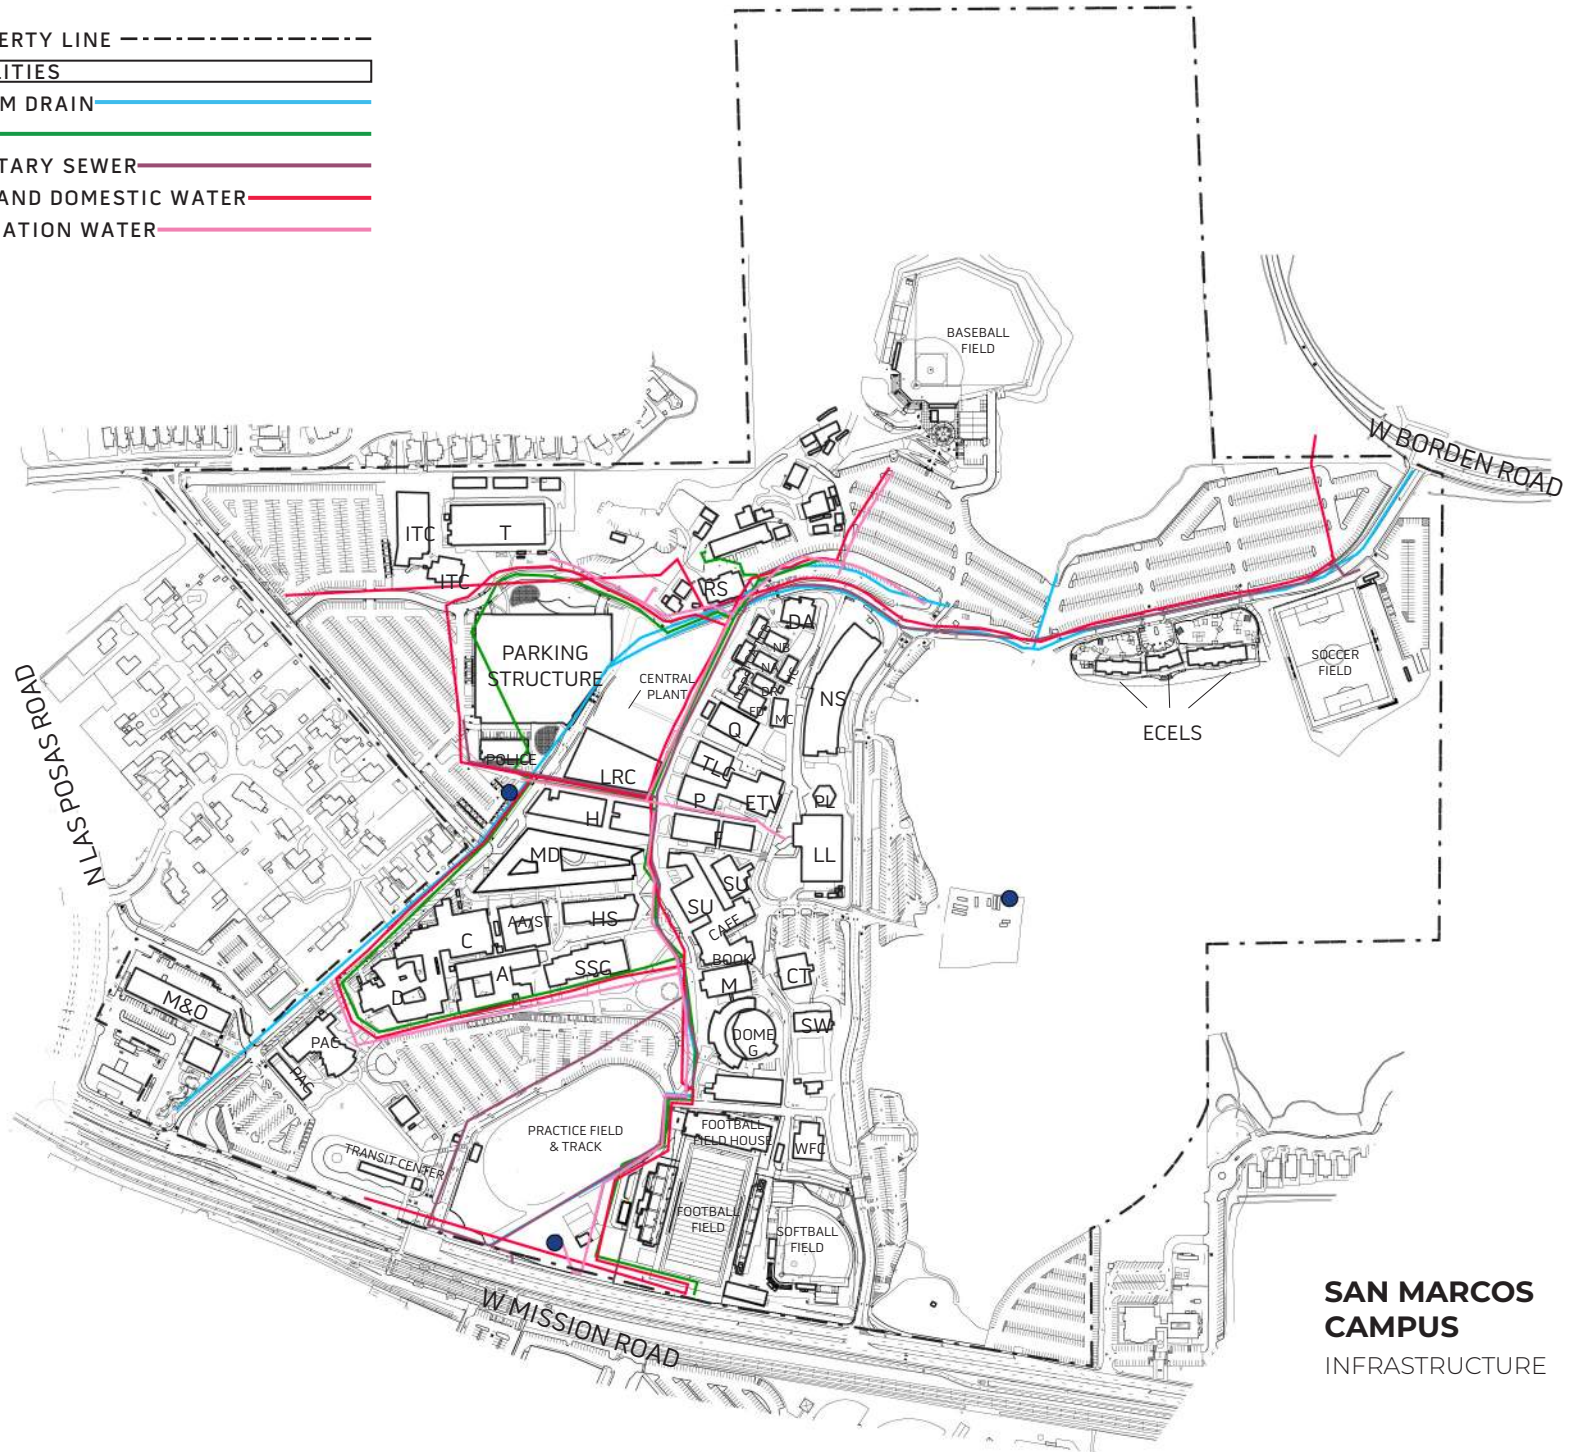 ERTY LINE
ITIES
M DRAIN
TARY SEWER
AND DOMESTIC WATER
ATION WATER
BASEBALL
FIELD
W BORDEN ROAD
ITC
T
ITC
RS
DA
NB
NA
PARKING
STRUCTURE
CENTRAL
PLANT
NS
SOCCER
FIELD
ECELS
ED
MC
Q
N LAS POSAS ROAD
POLICE
LRC
TLC
P
ETV
PL
H
F
MD
LL
SU
SU
CAFE
BOOK
AA/ST
HS
C
A
SSC
M
CT
D
M&O
PAC
PAC
DOME
G
SW
PRACTICE FIELD
& TRACK
FOOTBALL
FIELD HOUSE
WFC
TRANSIT CENTER
FOOTBALL
FIELD
SOFTBALL
FIELD
W MISSION ROAD
SAN MARCOS
CAMPUS
INFRASTRUCTURE